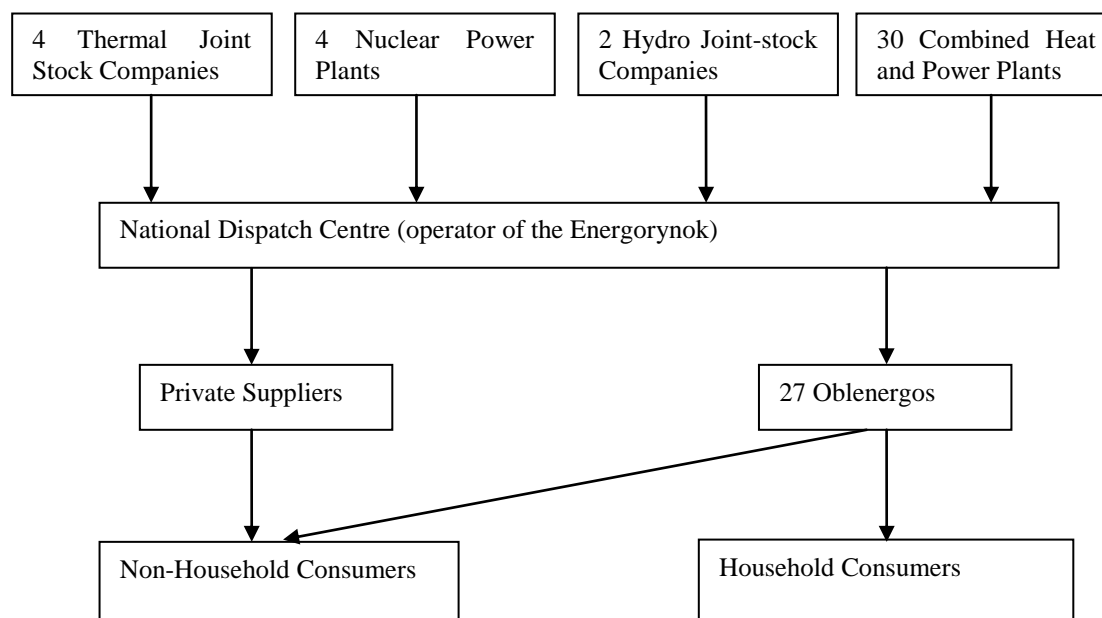 4 Thermal Joint
Stock Companies
4 Nuclear Power
Plants
2 Hydro Joint-stock
Companies
30 Combined Heat
and Power Plants
National Dispatch Centre (operator of the Energorynok)
Private Suppliers
27 Oblenergos
Non-Household Consumers
Household Consumers